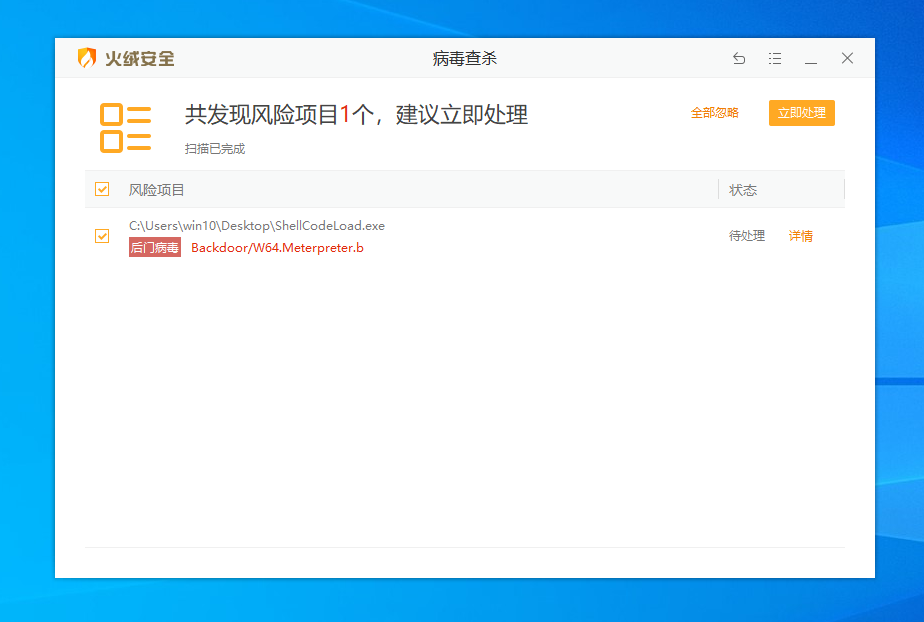 火绒安全
病毒查杀
共发现风险项目1个，建议立即处理
全部忽略
立即处理
扫描已完成
风险项目
状态
C:\Users\win10\Desktop\ShellCodeLoad.exe
后门病毒 Backdoor/W64.Meterpreter.b
待处理
详情